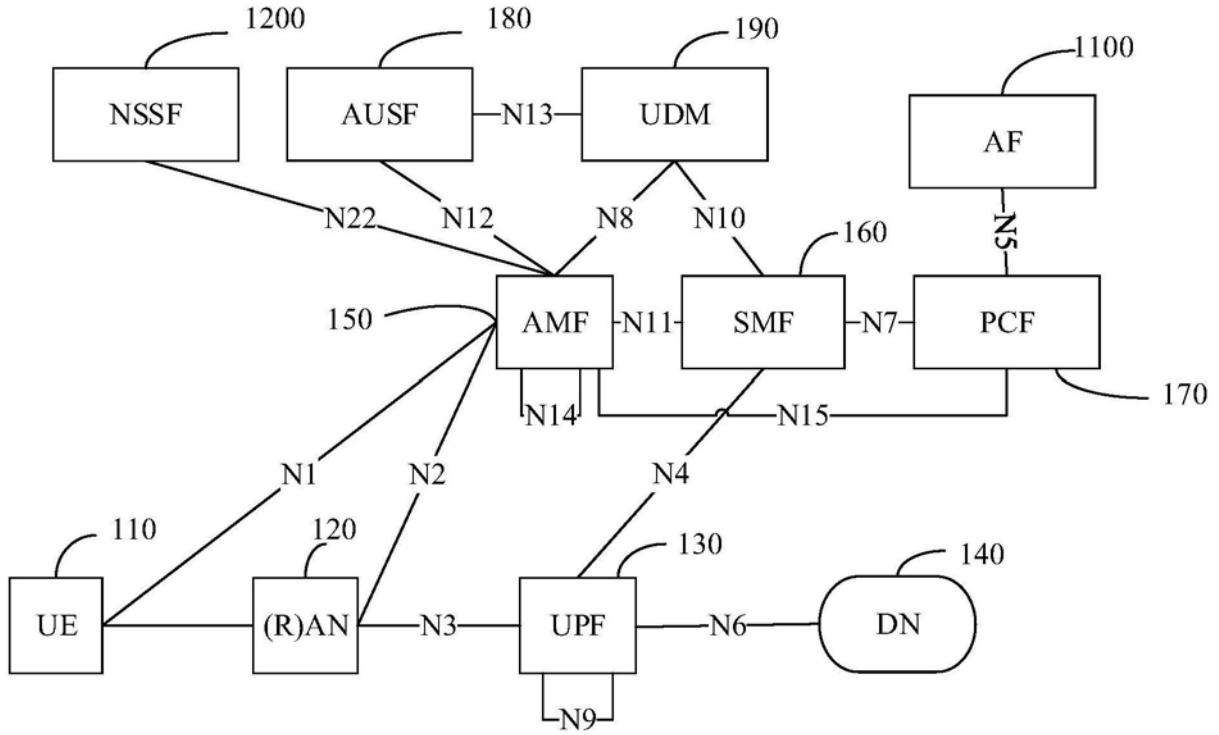 1200
180
190
1100
NSSF
AUSF
N13
UDM
AF
N22
N12
N8
N10
N5
160
150
AMF
N11
SMF
N7
PCF
N14
N15
170
N1
N2
N4
110
120
130
140
UE
(R)AN
N3
UPF
N6
DN
N9